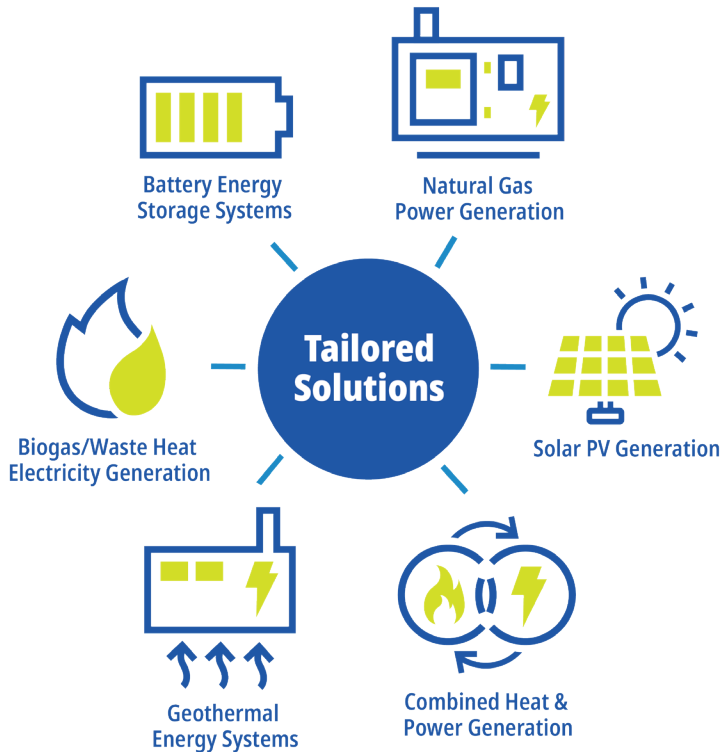 Battery Energy
Storage Systems
Natural Gas
Power Generation
Tailored
Solutions
Biogas/Waste Heat
Electricity Generation
Solar PV Generation
Geothermal
Energy Systems
Combined Heat &
Power Generation